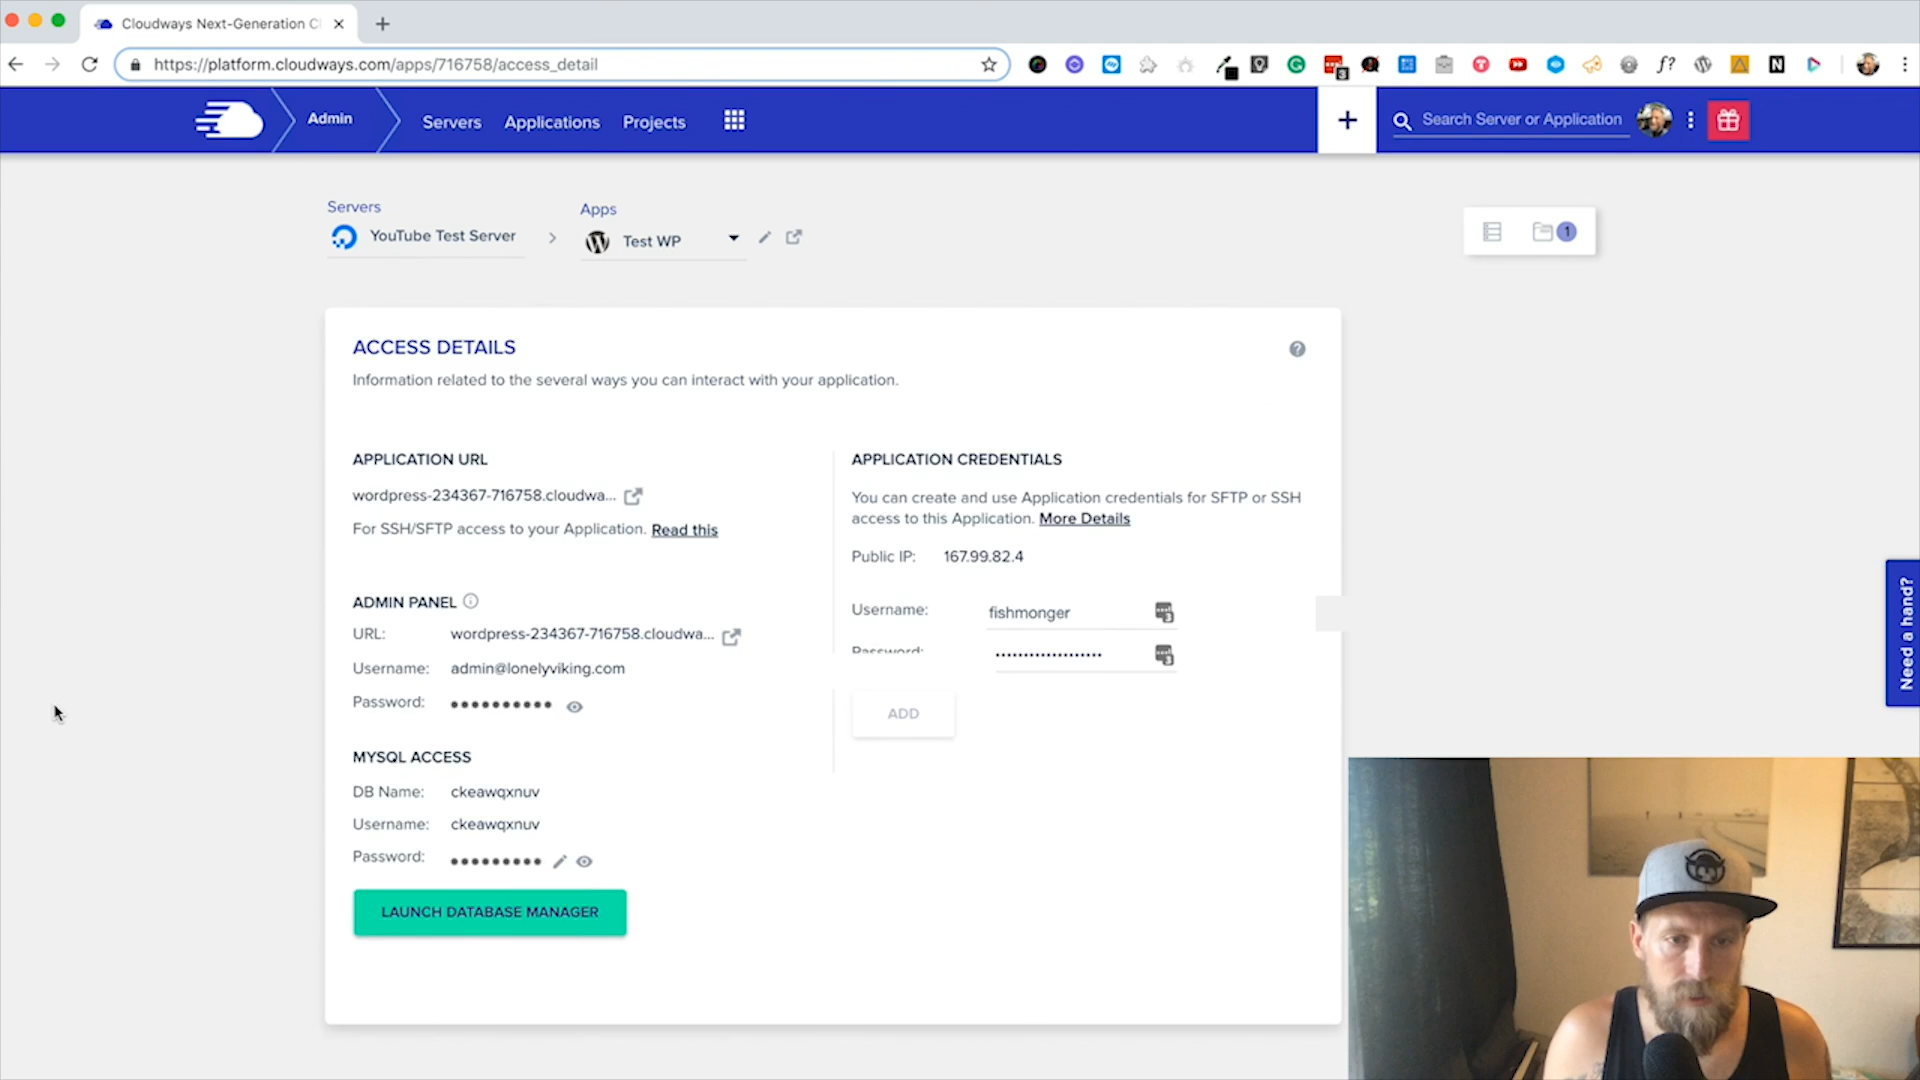 Cloudways Next-Generation Cl
https://platform.cloudways.com/apps/716758/access_detail
Admin
Servers
Applications
Projects
Search Server or Application
Servers
YouTube Test Server
Apps
Test WP
1
ACCESS DETAILS
Information related to the several ways you can interact with your application.
APPLICATION URL
wordpress-234367-716758.cloudwa...
For SSH/SFTP access to your Application. Read this
ADMIN PANEL
URL: wordpress-234367-716758.cloudwa...
Username: admin@lonelyviking.com
Password: ••••••••••
MYSQL ACCESS
DB Name: ckeawqxnuv
Username: ckeawqxnuv
Password: •••••••••
LAUNCH DATABASE MANAGER
APPLICATION CREDENTIALS
You can create and use Application credentials for SFTP or SSH
access to this Application. More Details
Public IP: 167.99.82.4
Username: fishmonger
Password: •••••••••••••••••••
ADD
Need a hand?